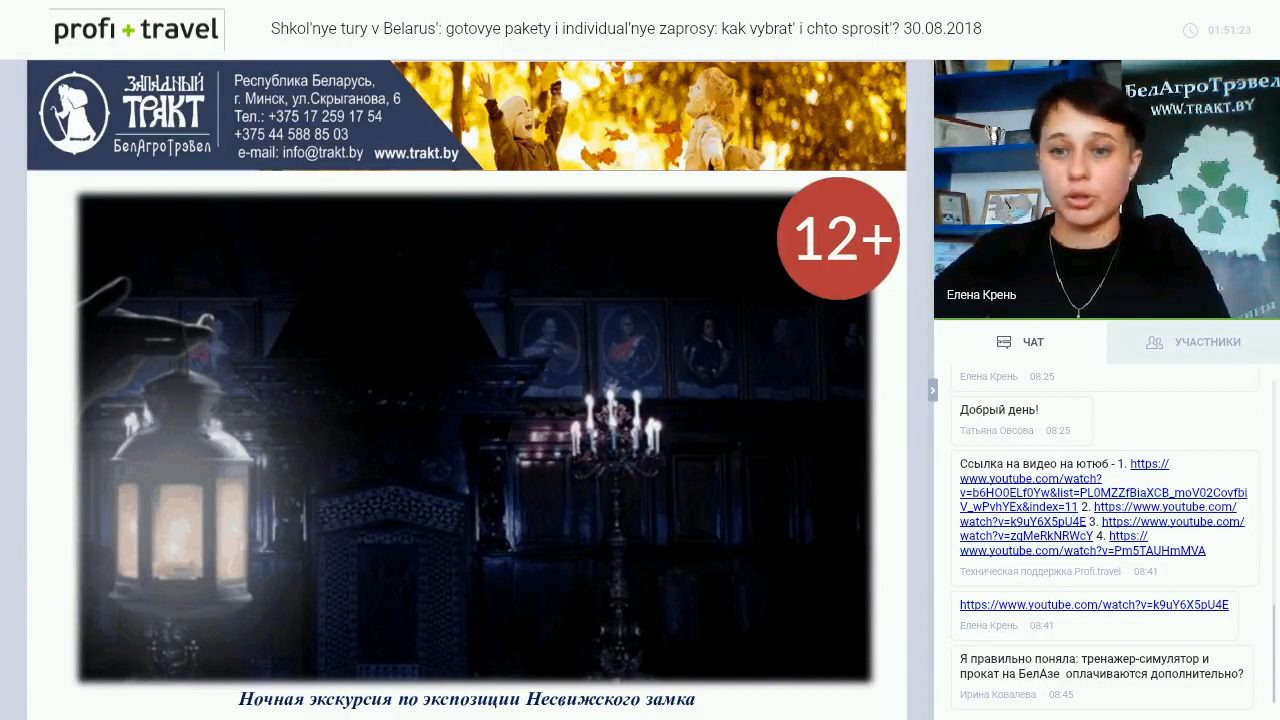 profi + travel
Shkol'nye tury v Belarus': gotovye pakety i individual'nye zaprosy: kak vybrat' i chto sprosit'? 30.08.2018
01:51:23
ЗАПАДНЫЙ
ТРАКТ
БелАгроТрэвел
Республика Беларусь,
г. Минск, ул.Скрыганова, 6
Тел.: +375 17 259 17 54
+375 44 588 85 03
e-mail: info@trakt.by www.trakt.by
12+
Ночная экскурсия по экспозиции Несвижского замка
БелАгроТрэвел
WWW.TRAKT.BY
Елена Крень
ЧАТ
УЧАСТНИКИ
Елена Крень · 08:25
Добрый день!
Татьяна Овсова · 08:25
Ссылка на видео на ютюб - 1. https://
www.youtube.com/watch?
v=b6HO0ELf0Yw&list=PL0MZZfBiaXCB_moV02Covfbi
V_wPvhYEx&index=11 2. https://www.youtube.com/
watch?v=k9uY6X5pU4E 3. https://www.youtube.com/
watch?v=zqMeRkNRWcY 4. https://
www.youtube.com/watch?v=Pm5TAUHmMVA
Техническая поддержка Profi.travel · 08:41
https://www.youtube.com/watch?v=k9uY6X5pU4E
Елена Крень · 08:41
Я правильно поняла: тренажер-симулятор и
прокат на БелАзе оплачиваются дополнительно?
Ирина Ковалева · 08:45